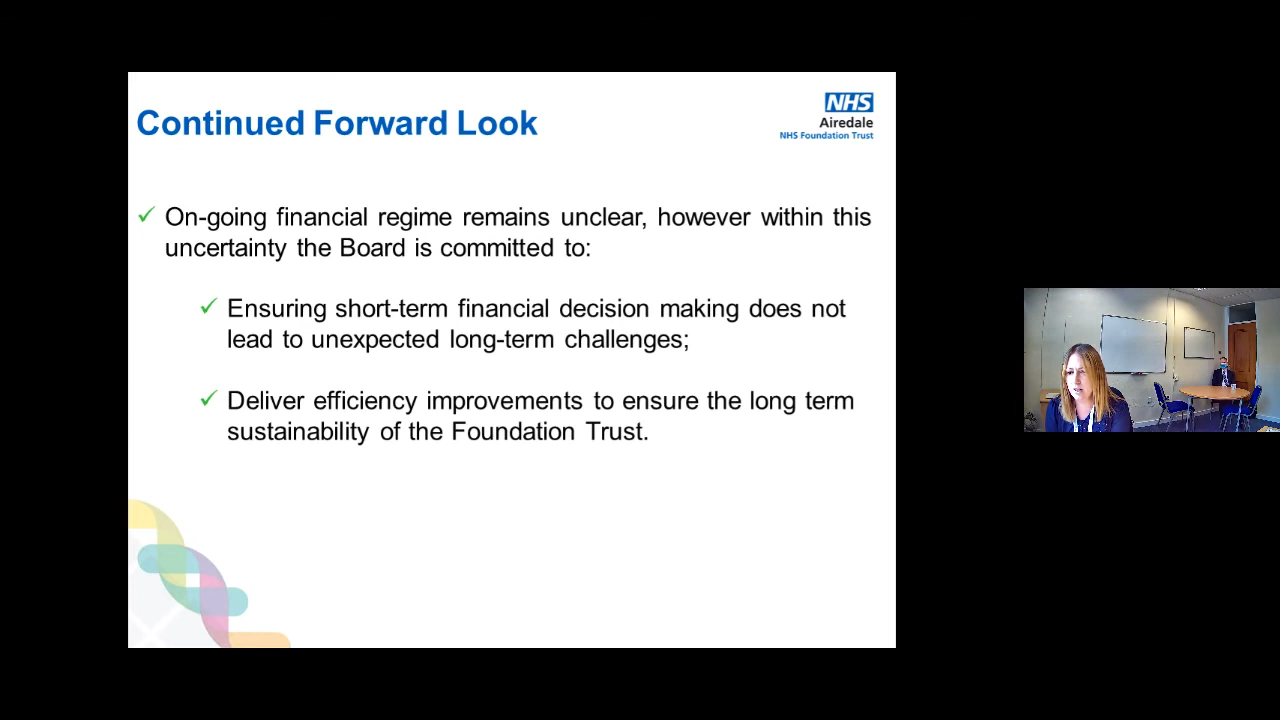 Continued Forward Look
NHS
Airedale
NHS Foundation Trust
✓ On-going financial regime remains unclear, however within this
uncertainty the Board is committed to:
✓ Ensuring short-term financial decision making does not
lead to unexpected long-term challenges;
✓ Deliver efficiency improvements to ensure the long term
sustainability of the Foundation Trust.